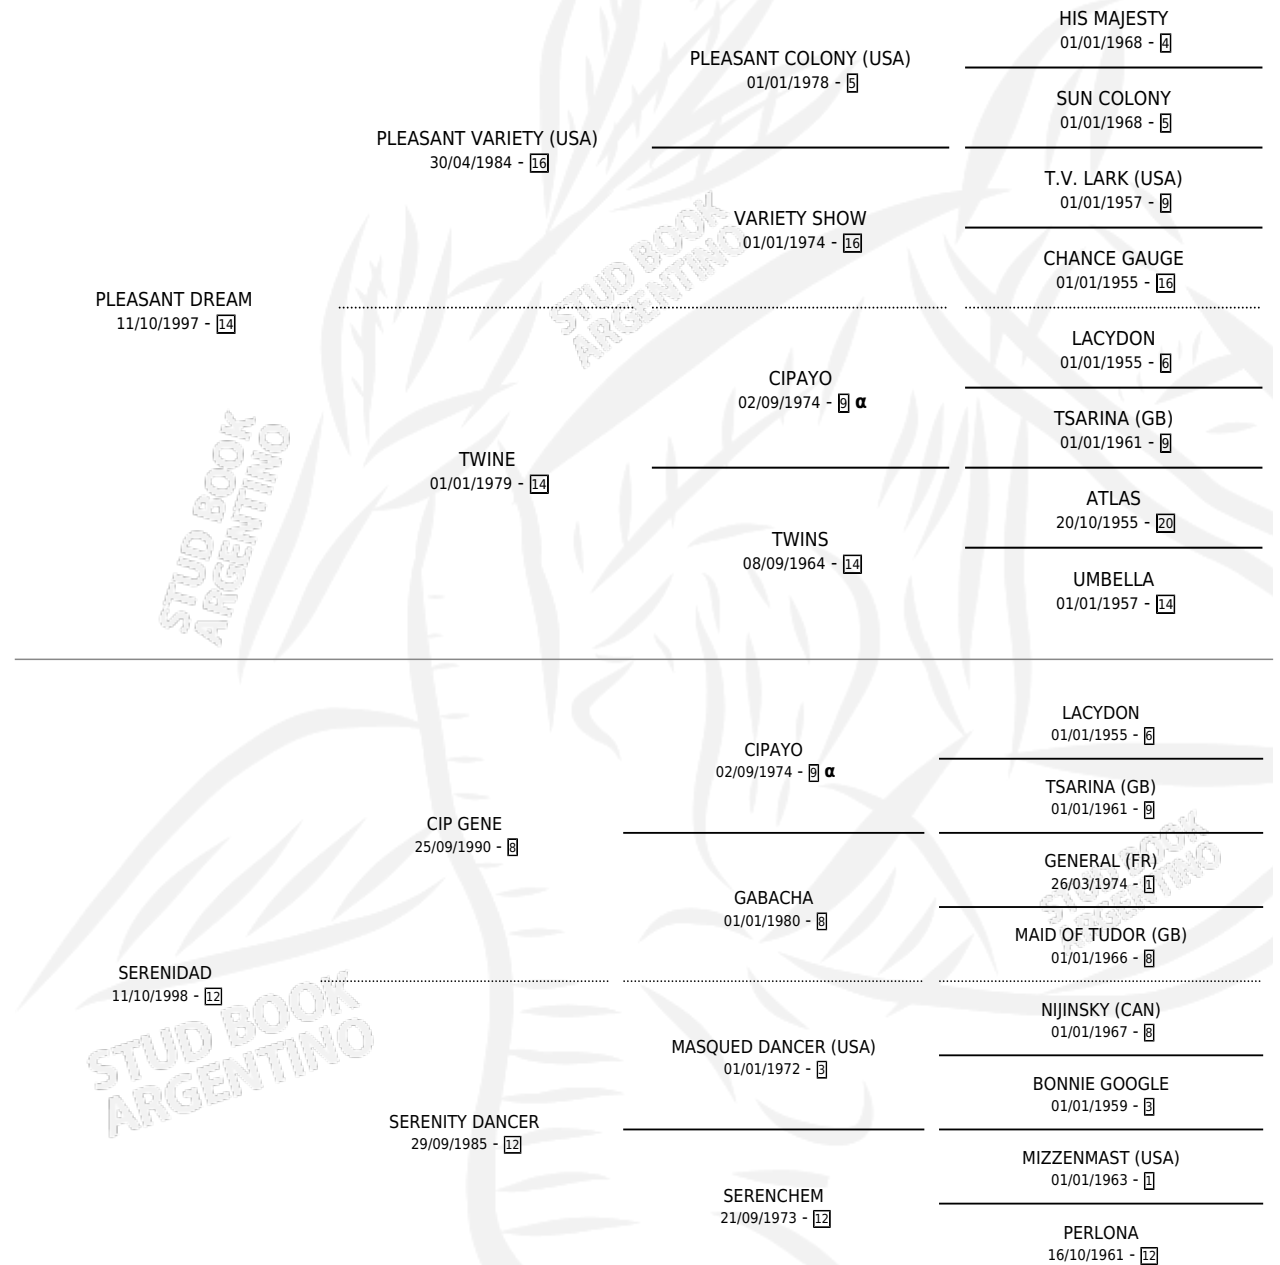 HIS MAJESTY
01/01/1968 - 4
PLEASANT COLONY (USA)
01/01/1978 - 5
SUN COLONY
01/01/1968 - 5
PLEASANT VARIETY (USA)
30/04/1984 - 16
T.V. LARK (USA)
01/01/1957 - 9
VARIETY SHOW
01/01/1974 - 16
CHANCE GAUGE
01/01/1955 - 16
STUD BOOK
ARGENTINO
PLEASANT DREAM
11/10/1997 - 14
LACYDON
01/01/1955 - 6
CIPAYO
02/09/1974 - 9 α
TSARINA (GB)
01/01/1961 - 9
TWINE
01/01/1979 - 14
ATLAS
20/10/1955 - 20
TWINS
08/09/1964 - 14
UMBELLA
01/01/1957 - 14
STUD BOOK
ARGENTINO
LACYDON
01/01/1955 - 6
CIPAYO
02/09/1974 - 9 α
TSARINA (GB)
01/01/1961 - 9
CIP GENE
25/09/1990 - 8
GENERAL (FR)
26/03/1974 - 1
GABACHA
01/01/1980 - 8
MAID OF TUDOR (GB)
01/01/1966 - 8
STUD BOOK
ARGENTINO
SERENIDAD
11/10/1998 - 12
NIJINSKY (CAN)
01/01/1967 - 8
MASQUED DANCER (USA)
01/01/1972 - 3
BONNIE GOOGLE
01/01/1959 - 3
SERENITY DANCER
29/09/1985 - 12
MIZZENMAST (USA)
01/01/1963 - 1
SERENCHEM
21/09/1973 - 12
PERLONA
16/10/1961 - 12
STUD BOOK
ARGENTINO